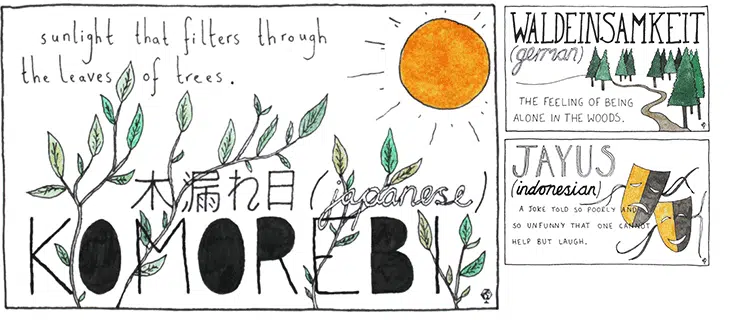 sunlight that filters through
the leaves of trees.
木漏れ日 (japanese)
KOMOREBI
WALDEINSAMKEIT
(german)
THE FEELING OF BEING
ALONE IN THE WOODS.
JAYUS
(indonesian)
A JOKE TOLD SO POORLY AND
SO UNFUNNY THAT ONE CANNOT
HELP BUT LAUGH.